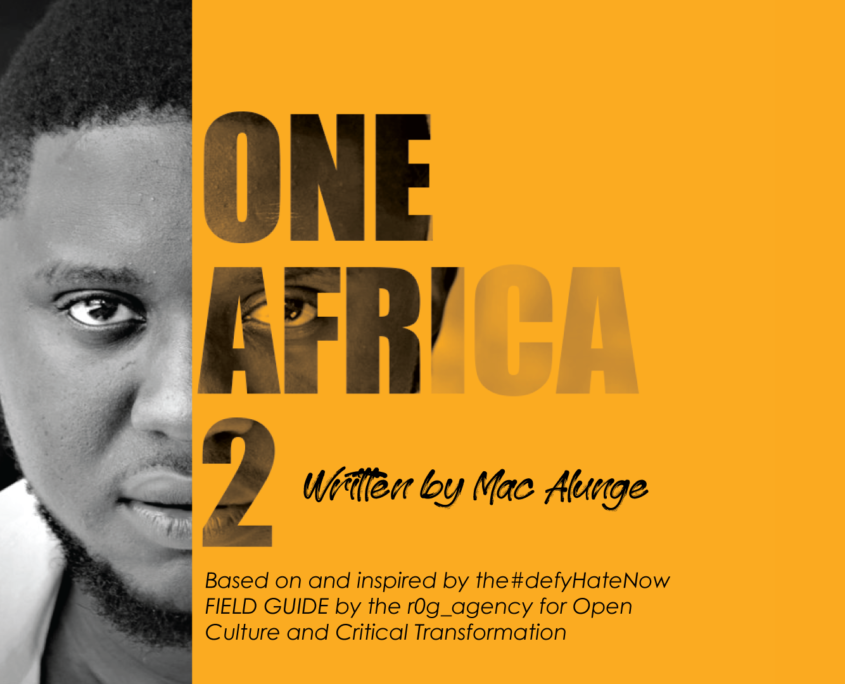 ONE
AFRICA
2
Written by Mac Alunge
Based on and inspired by the#defyHateNow
FIELD GUIDE by the r0g_agency for Open
Culture and Critical Transformation